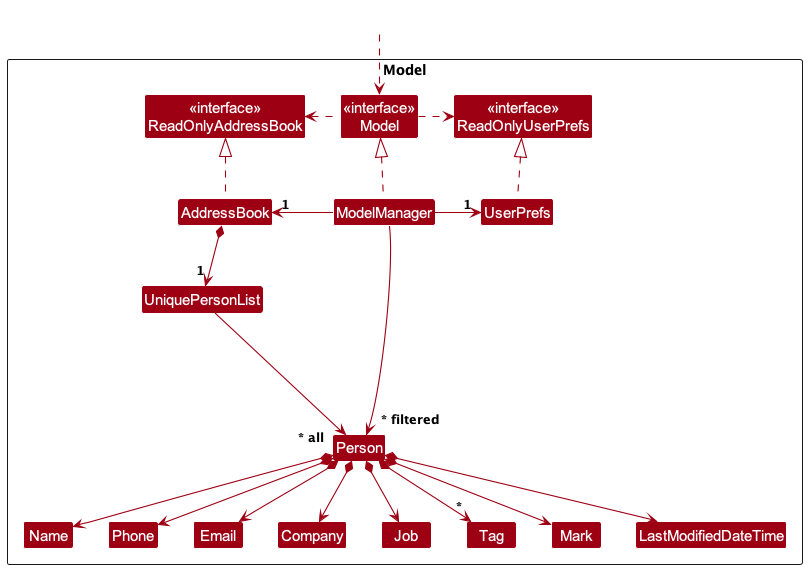 Model
«interface»
ReadOnlyAddressBook
«interface»
Model
«interface»
ReadOnlyUserPrefs
AddressBook
1
ModelManager
1
UserPrefs
1
UniquePersonList
* filtered
* all
Person
*
Name
Phone
Email
Company
Job
Tag
Mark
LastModifiedDateTime